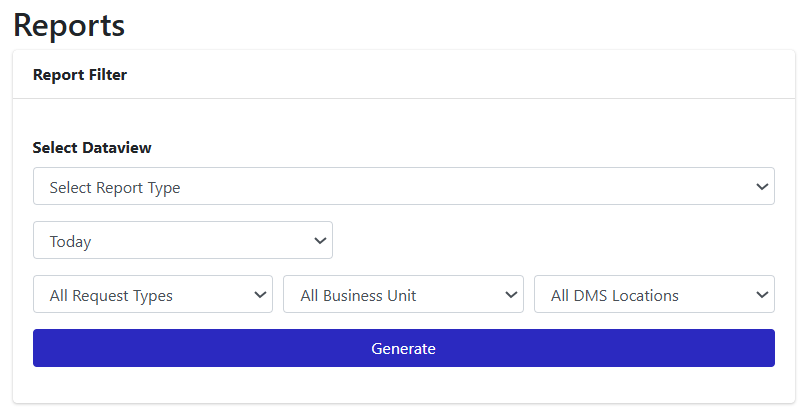 Reports
Report Filter
Select Dataview
Select Report Type
Today
All Request Types
All Business Unit
All DMS Locations
Generate